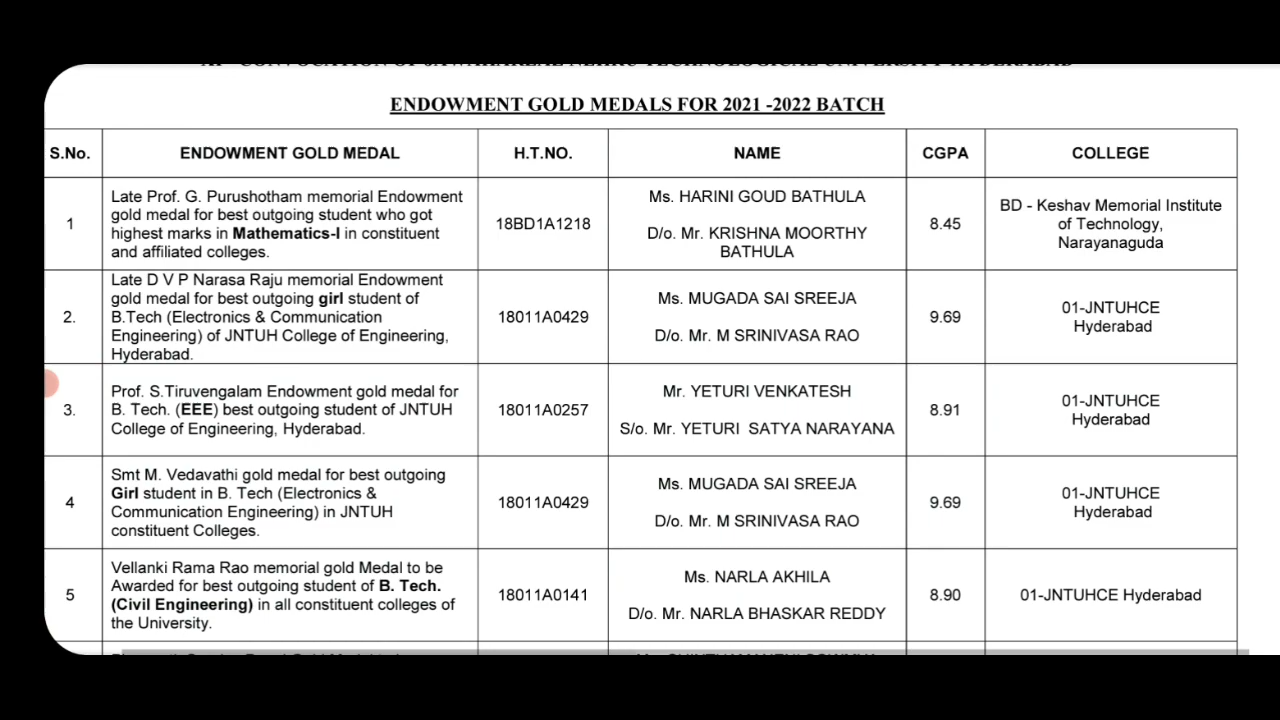 CONVOCATION OF JAWAHARLAL NEHRU TECHNOLOGICAL UNIVERSITY HYDERABAD
ENDOWMENT GOLD MEDALS FOR 2021 -2022 BATCH
S.No.
ENDOWMENT GOLD MEDAL
H.T.NO.
NAME
CGPA
COLLEGE
1
Late Prof. G. Purushotham memorial Endowment
gold medal for best outgoing student who got
highest marks in Mathematics-I in constituent
and affiliated colleges.
18BD1A1218
Ms. HARINI GOUD BATHULA
D/o. Mr. KRISHNA MOORTHY
BATHULA
8.45
BD - Keshav Memorial Institute
of Technology,
Narayanaguda
2.
Late D V P Narasa Raju memorial Endowment
gold medal for best outgoing girl student of
B.Tech (Electronics & Communication
Engineering) of JNTUH College of Engineering,
Hyderabad.
18011A0429
Ms. MUGADA SAI SREEJA
D/o. Mr. M SRINIVASA RAO
9.69
01-JNTUHCE
Hyderabad
3.
Prof. S.Tiruvengalam Endowment gold medal for
B. Tech. (EEE) best outgoing student of JNTUH
College of Engineering, Hyderabad.
18011A0257
Mr. YETURI VENKATESH
S/o. Mr. YETURI SATYA NARAYANA
8.91
01-JNTUHCE
Hyderabad
4
Smt M. Vedavathi gold medal for best outgoing
Girl student in B. Tech (Electronics &
Communication Engineering) in JNTUH
constituent Colleges.
18011A0429
Ms. MUGADA SAI SREEJA
D/o. Mr. M SRINIVASA RAO
9.69
01-JNTUHCE
Hyderabad
5
Vellanki Rama Rao memorial gold Medal to be
Awarded for best outgoing student of B. Tech.
(Civil Engineering) in all constituent colleges of
the University.
18011A0141
Ms. NARLA AKHILA
D/o. Mr. NARLA BHASKAR REDDY
8.90
01-JNTUHCE Hyderabad